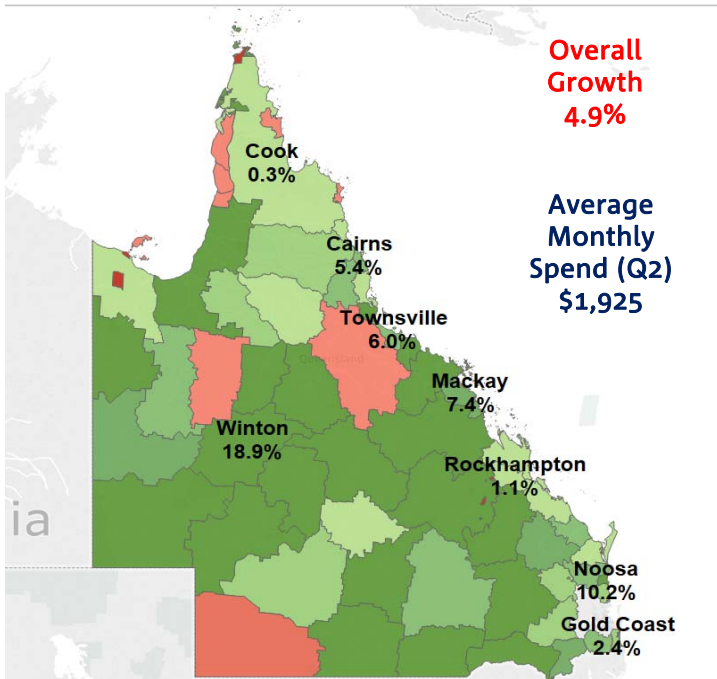 Overall
Growth
4.9%
Cook
0.3%
Average
Monthly
Spend (Q2)
$1,925
Cairns
5.4%
Townsville
6.0%
Queensland
Mackay
7.4%
Winton
18.9%
Rockhampton
1.1%
ia
Noosa
10.2%
Gold Coast
2.4%